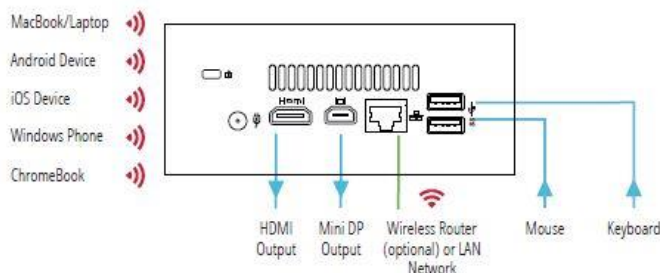 MacBook/Laptop
Android Device
iOS Device
Windows Phone
ChromeBook
Hami
HDMI
Output
Mini DP
Output
Wireless Router
(optional) or LAN
Network
Mouse
Keyboard